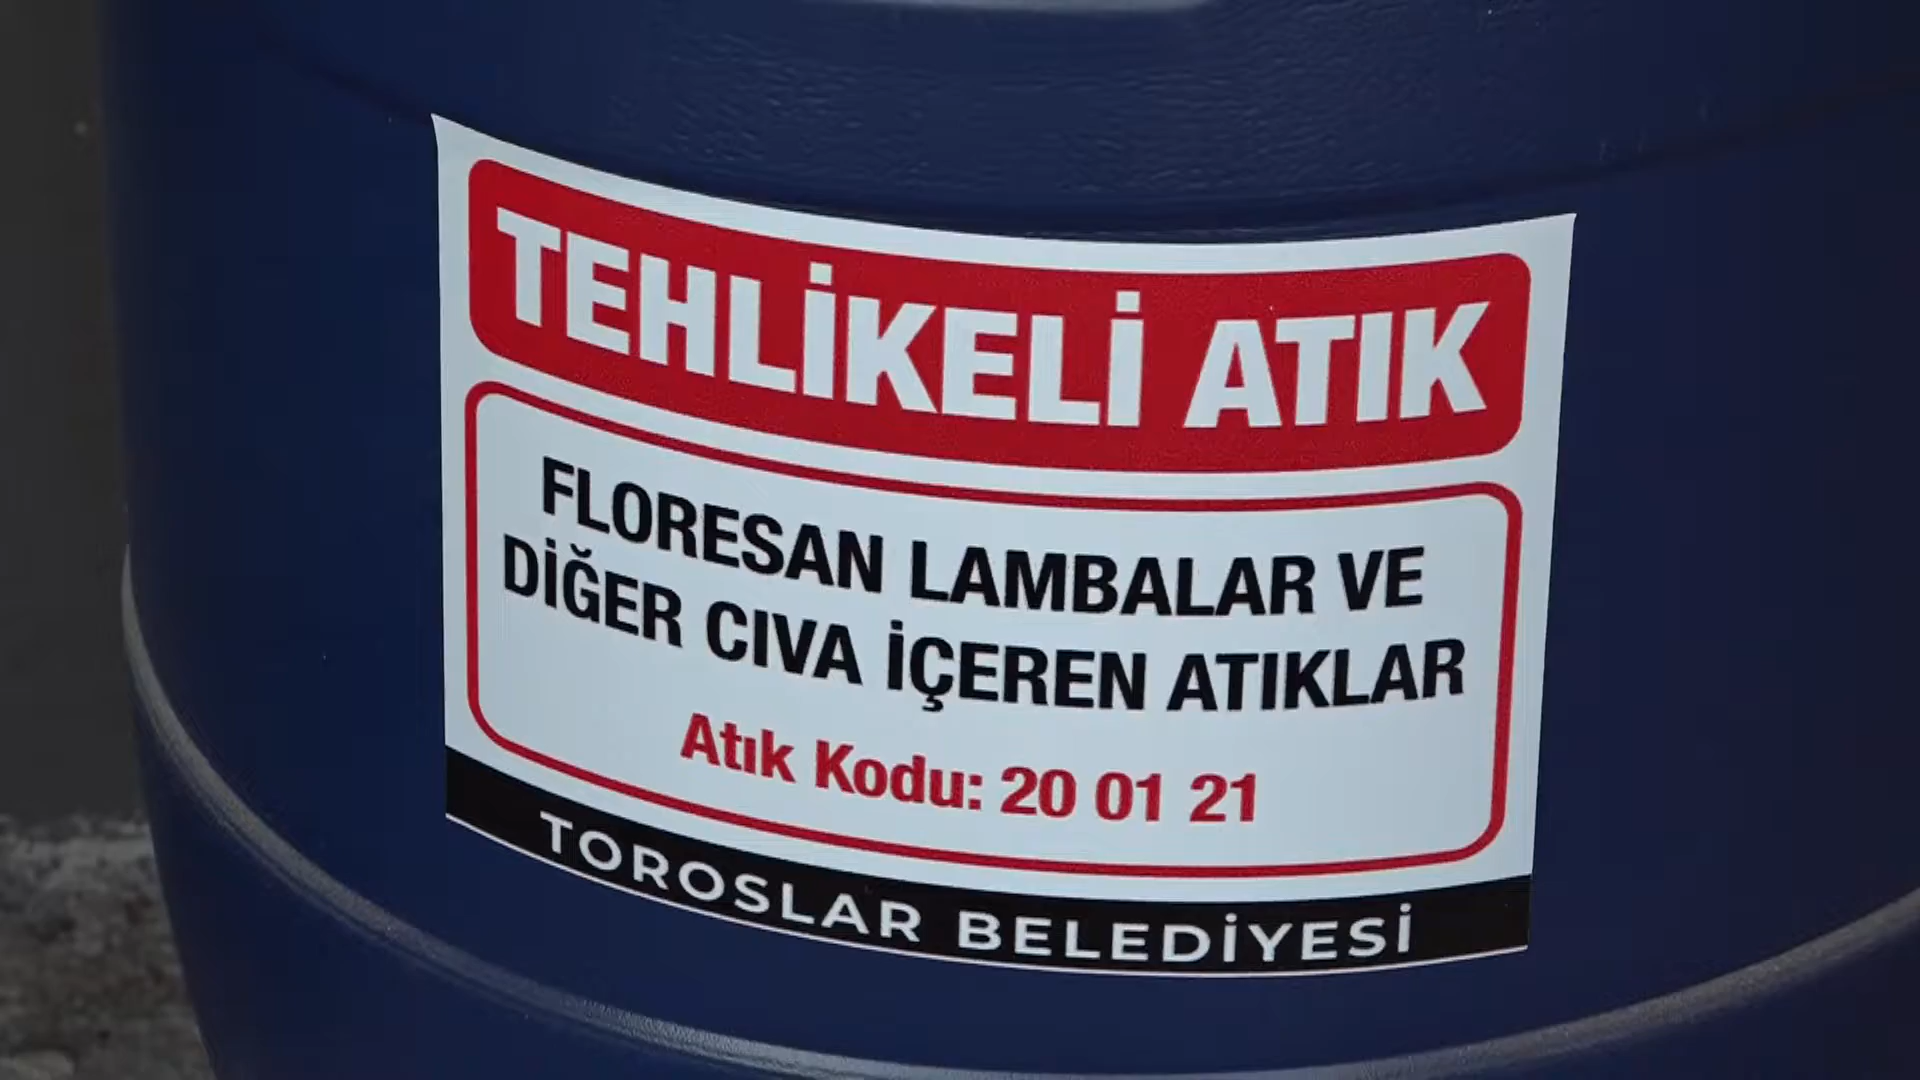 TEHLİKELİ ATIK
FLORESAN LAMBALAR VE
DİĞER CIVA İÇEREN ATIKLAR
Atık Kodu: 20 01 21
TOROSLAR BELEDİYESİ